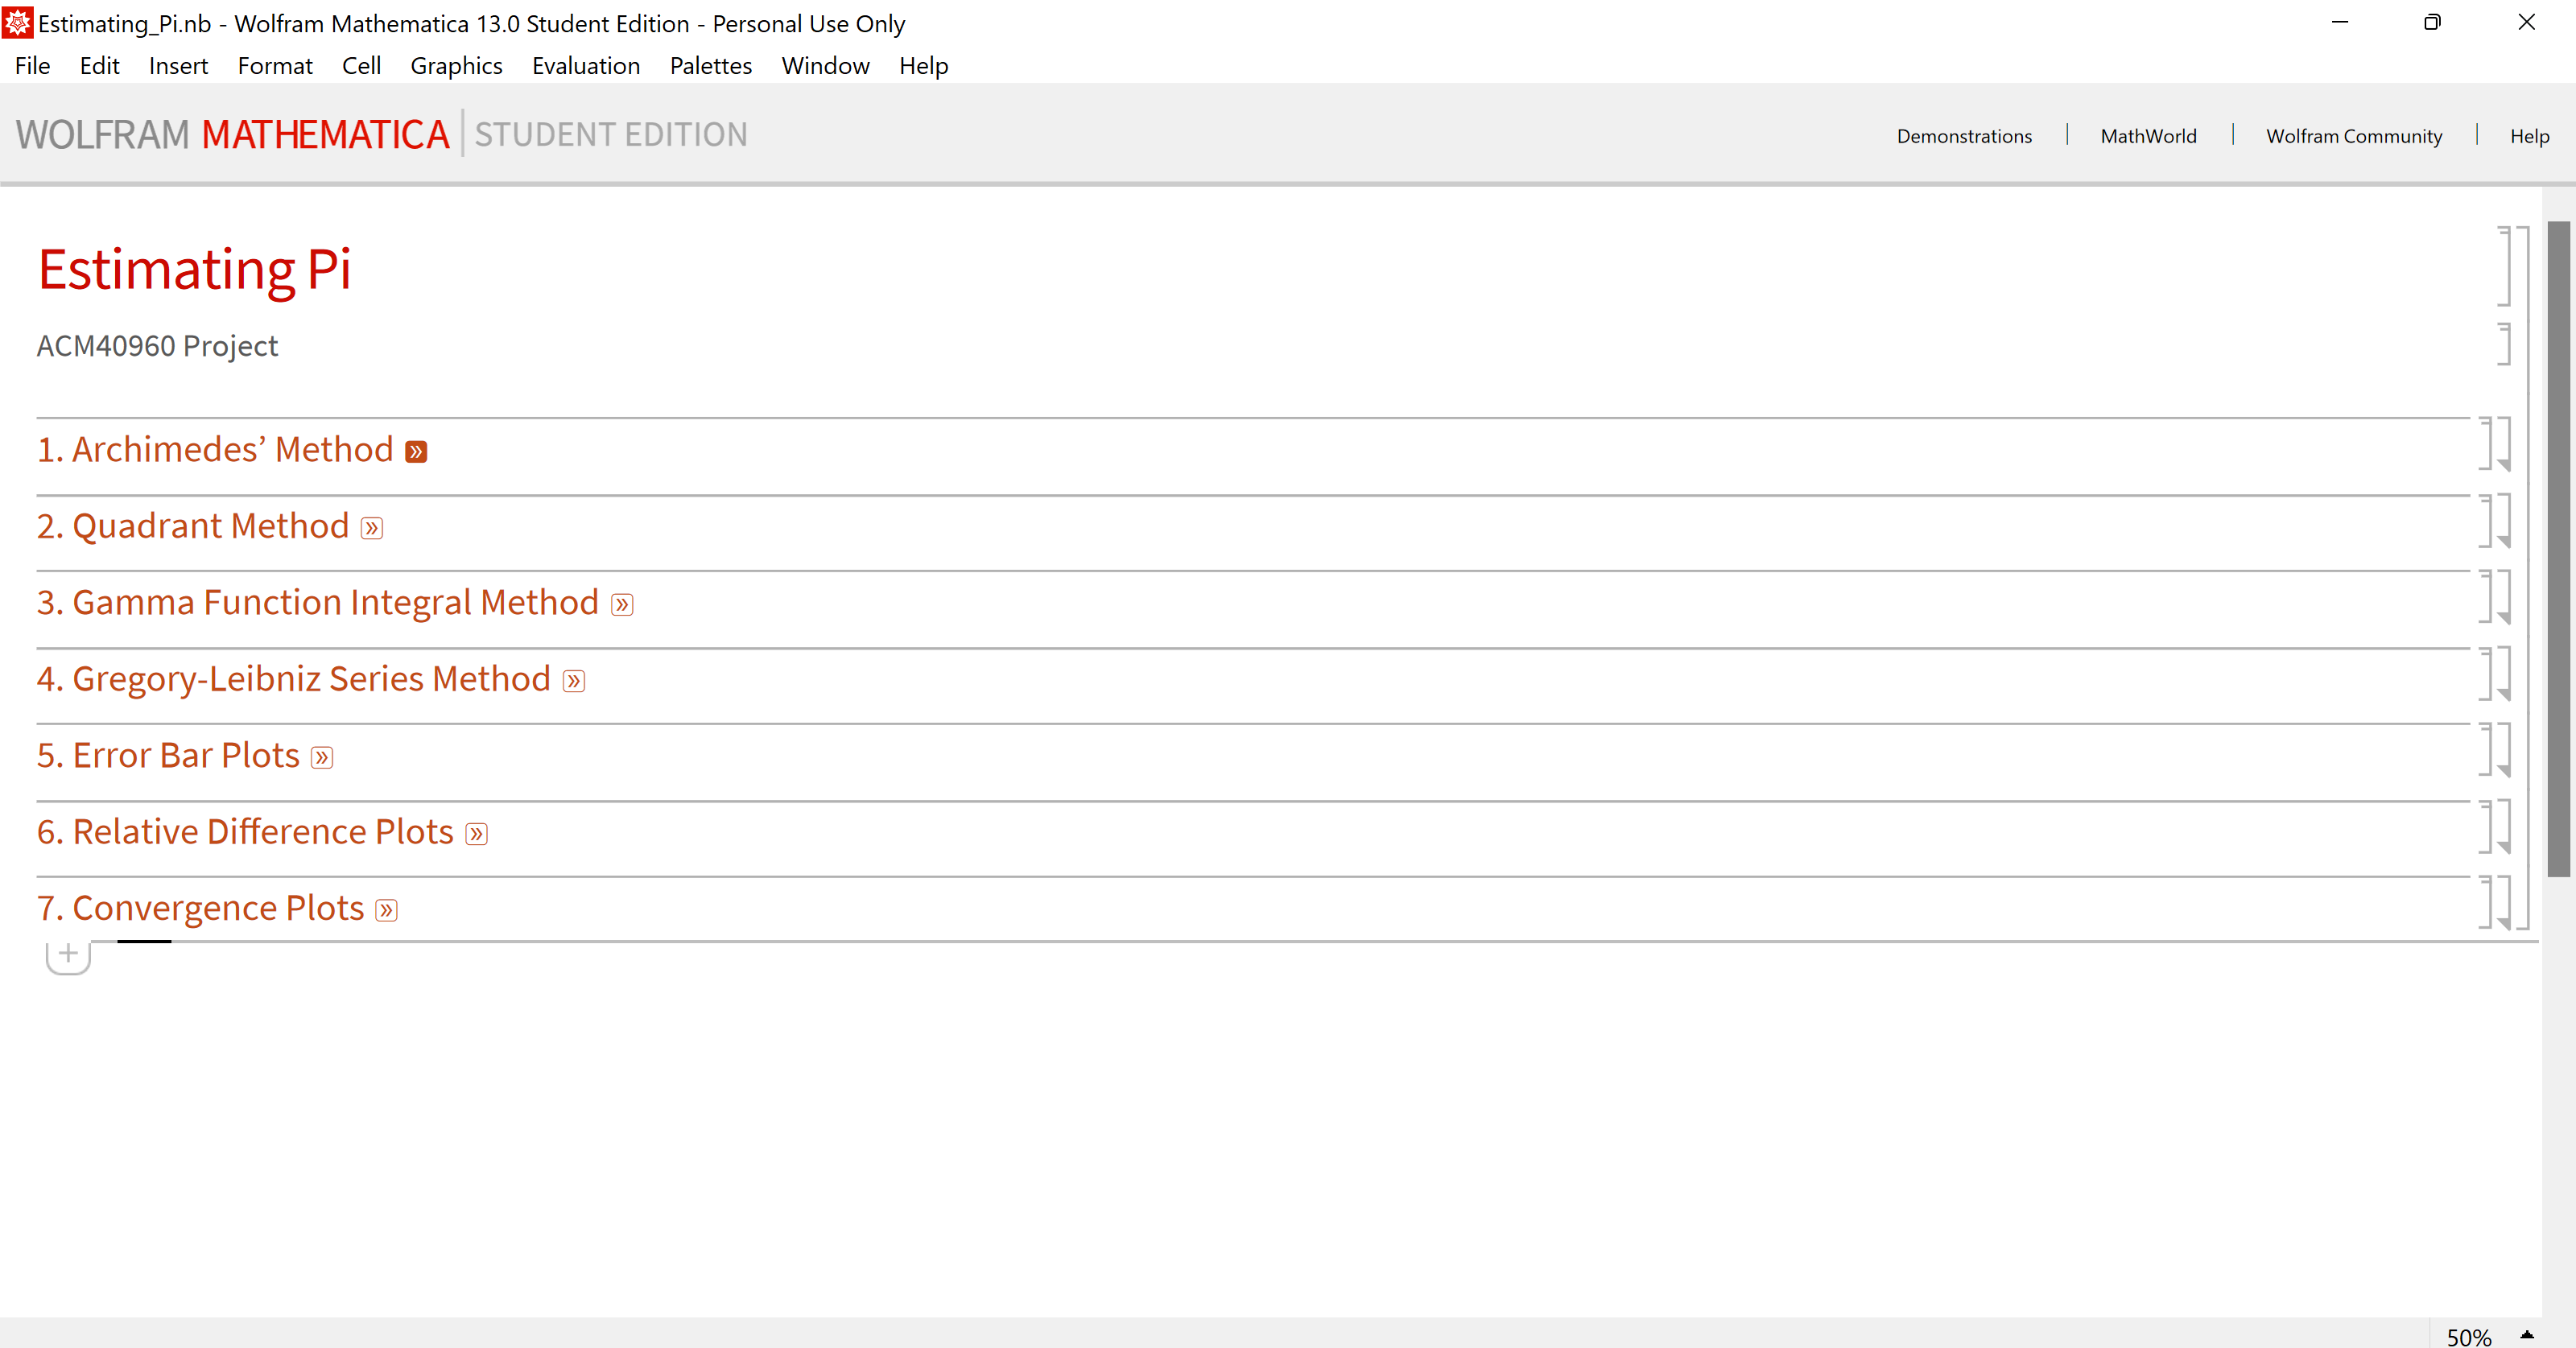 Estimating_Pi.nb - Wolfram Mathematica 13.0 Student Edition - Personal Use Only
File Edit Insert Format Cell Graphics Evaluation Palettes Window Help
WOLFRAM MATHEMATICA | STUDENT EDITION
Demonstrations | MathWorld | Wolfram Community | Help
Estimating Pi
ACM40960 Project
1. Archimedes’ Method »
2. Quadrant Method »
3. Gamma Function Integral Method »
4. Gregory-Leibniz Series Method »
5. Error Bar Plots »
6. Relative Difference Plots »
7. Convergence Plots »
+
50%